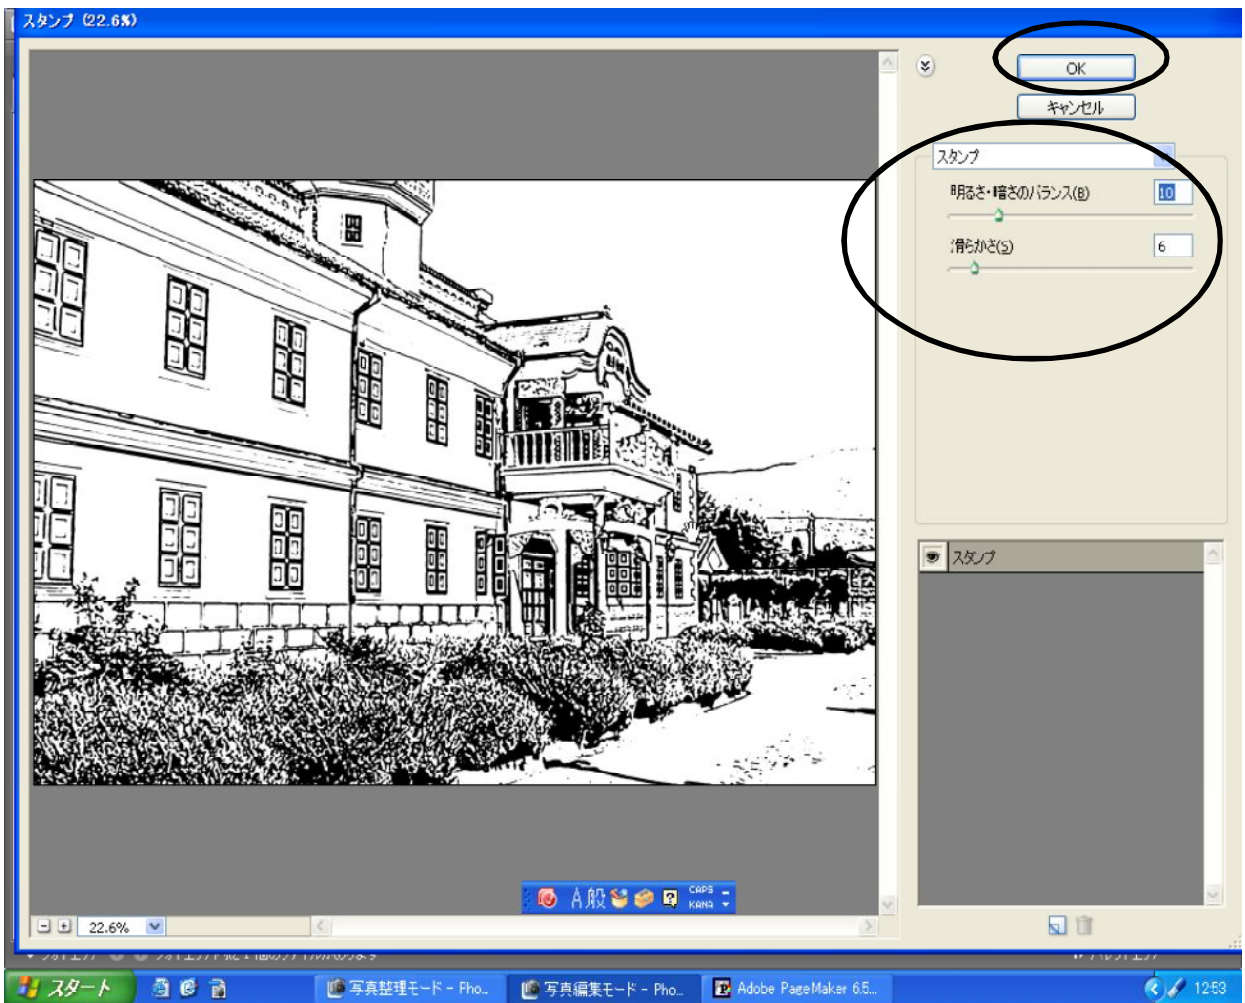 スタンプ (22.6%)
OK
キャンセル
スタンプ
明るさ・暗さのバランス(B)
10
滑らかさ(S)
6
スタンプ
A 般
CAPS
KANA
22.6%
スタート
写真整理モード - Pho...
写真編集モード - Pho...
Adobe PageMaker 6.5...
12:53